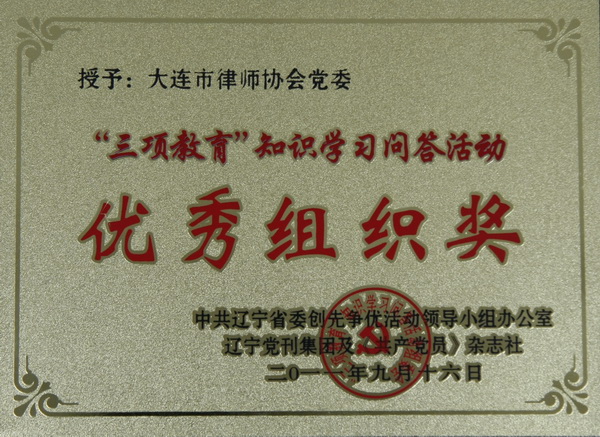 授予：大连市律师协会党委
“三项教育”知识学习问答活动
优秀组织奖
中共辽宁省委创先争优活动领导小组办公室
辽宁党刊集团及《共产党员》杂志社
二〇一一年九月十六日